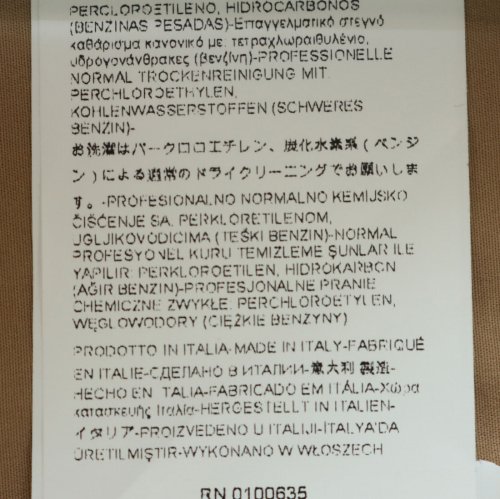 PERCLOROETILENO, HIDROCARBONOS
(BENZINAS PESADAS)-Επαγγελματικό στεγνό
καθάρισμα κανονικό με. τετραχλωραιθυλένιο,
υδρογονάνθρακες (βενζίνη)-PROFESSIONELLE
NORMAL TROCKENREINIGUNG MIT.
PERCHLOROETHYLEN,
KOHLENWASSERSTOFFEN (SCHWERES
BENZIN)-
お洗濯はパークロロエチレン、炭化水素系(ベンジ
ン)による通常のドライクリーニングでお願いしま
す。-PROFESIONALNO NORMALNO KEMIJSKO
ČIŠĆENJE SA. PERKLORETILENOM,
UGLJIKOVODICIMA (TEŠKI BENZIN)-NORMAL
PROFESYONEL KURU TEMIZLEME ŞUNLAR ILE
YAPILIR: PERKLOROETILEN, HIDROKARBON
(AĞIR BENZIN)-PROFESJONALNE PRANIE
CHEMICZNE ZWYKŁE. PERCHLOROETYLEN,
WĘGLOWODORY (CIĘŻKIE BENZYNY)
PRODOTTO IN ITALIA-MADE IN ITALY-FABRIQUÉ
EN ITALIE-СДЕЛАНО В ИТАЛИИ-意大利 製造-
HECHO EN ITALIA-FABRICADO EM ITÁLIA-Χώρα
κατασκευής Ιταλία-HERGESTELLT IN ITALIEN-
イタリア-PROIZVEDENO U ITALIJI-ITALYA'DA
ÜRETILMIŞTIR-WYKONANO W WŁOSZECH
RN 0100635